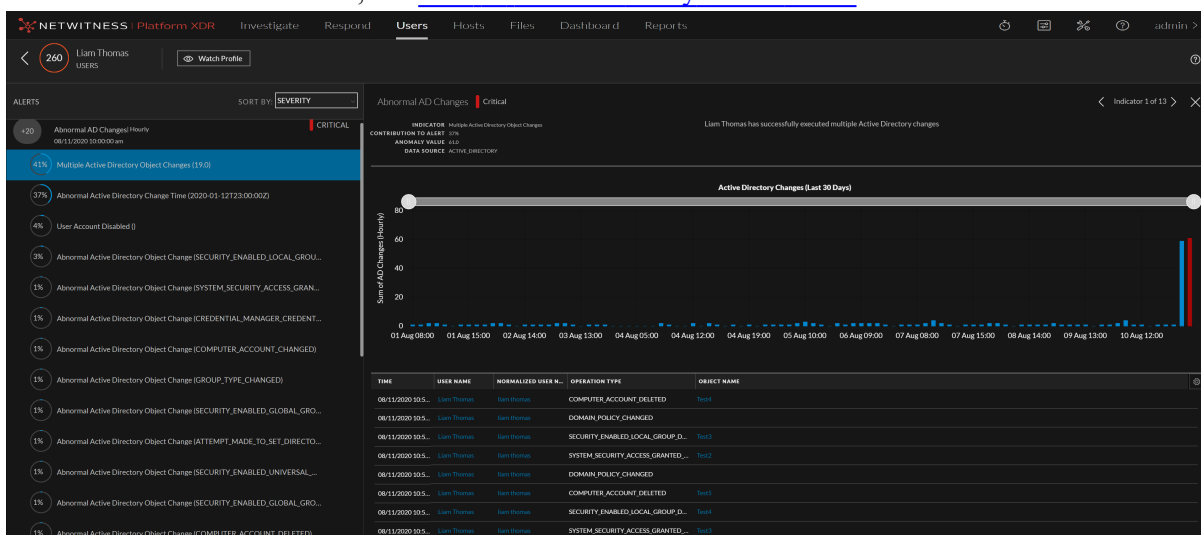 NETWITNESS | Platform XDR Investigate Respond Users Hosts Files Dashboard Reports admin >
260 Liam Thomas Watch Profile
USERS
ALERTS SORT BY: SEVERITY
+20 Abnormal AD Changes| Hourly CRITICAL
08/11/2020 10:00:00 am
41% Multiple Active Directory Object Changes (19.0)
37% Abnormal Active Directory Change Time (2020-01-12T23:00:00Z)
4% User Account Disabled ()
3% Abnormal Active Directory Object Change (SECURITY_ENABLED_LOCAL_GROU...
1% Abnormal Active Directory Object Change (SYSTEM_SECURITY_ACCESS_GRAN...
1% Abnormal Active Directory Object Change (CREDENTIAL_MANAGER_CREDENT...
1% Abnormal Active Directory Object Change (COMPUTER_ACCOUNT_CHANGED)
1% Abnormal Active Directory Object Change (GROUP_TYPE_CHANGED)
1% Abnormal Active Directory Object Change (SECURITY_ENABLED_GLOBAL_GRO...
1% Abnormal Active Directory Object Change (ATTEMPT_MADE_TO_SET_DIRECTO...
1% Abnormal Active Directory Object Change (SECURITY_ENABLED_UNIVERSAL_...
1% Abnormal Active Directory Object Change (SECURITY_ENABLED_GLOBAL_GRO...
1% Abnormal Active Directory Object Change (COMPUTER_ACCOUNT_DELETED)
Abnormal AD Changes Critical Indicator 1 of 13
INDICATOR Multiple Active Directory Object Changes
CONTRIBUTION TO ALERT 37%
ANOMALY VALUE 61.0
DATA SOURCE ACTIVE_DIRECTORY
Liam Thomas has successfully executed multiple Active Directory changes
Active Directory Changes (Last 30 Days)
Sum of AD Changes (Hourly)
80
60
40
20
0
01 Aug 08:00 01 Aug 15:00 02 Aug 14:00 03 Aug 13:00 04 Aug 05:00 04 Aug 12:00 04 Aug 19:00 05 Aug 10:00 06 Aug 09:00 07 Aug 08:00 07 Aug 15:00 08 Aug 14:00 09 Aug 13:00 10 Aug 12:00
TIME USER NAME NORMALIZED USER N... OPERATION TYPE OBJECT NAME
08/11/2020 10:5... Liam Thomas liam thomas COMPUTER_ACCOUNT_DELETED Test4
08/11/2020 10:5... Liam Thomas liam thomas DOMAIN_POLICY_CHANGED
08/11/2020 10:5... Liam Thomas liam thomas SECURITY_ENABLED_LOCAL_GROUP_D... Test3
08/11/2020 10:5... Liam Thomas liam thomas SYSTEM_SECURITY_ACCESS_GRANTED_... Test2
08/11/2020 10:5... Liam Thomas liam thomas DOMAIN_POLICY_CHANGED
08/11/2020 10:5... Liam Thomas liam thomas COMPUTER_ACCOUNT_DELETED Test5
08/11/2020 10:5... Liam Thomas liam thomas SECURITY_ENABLED_LOCAL_GROUP_D... Test4
08/11/2020 10:5... Liam Thomas liam thomas SYSTEM_SECURITY_ACCESS_GRANTED_... Test3